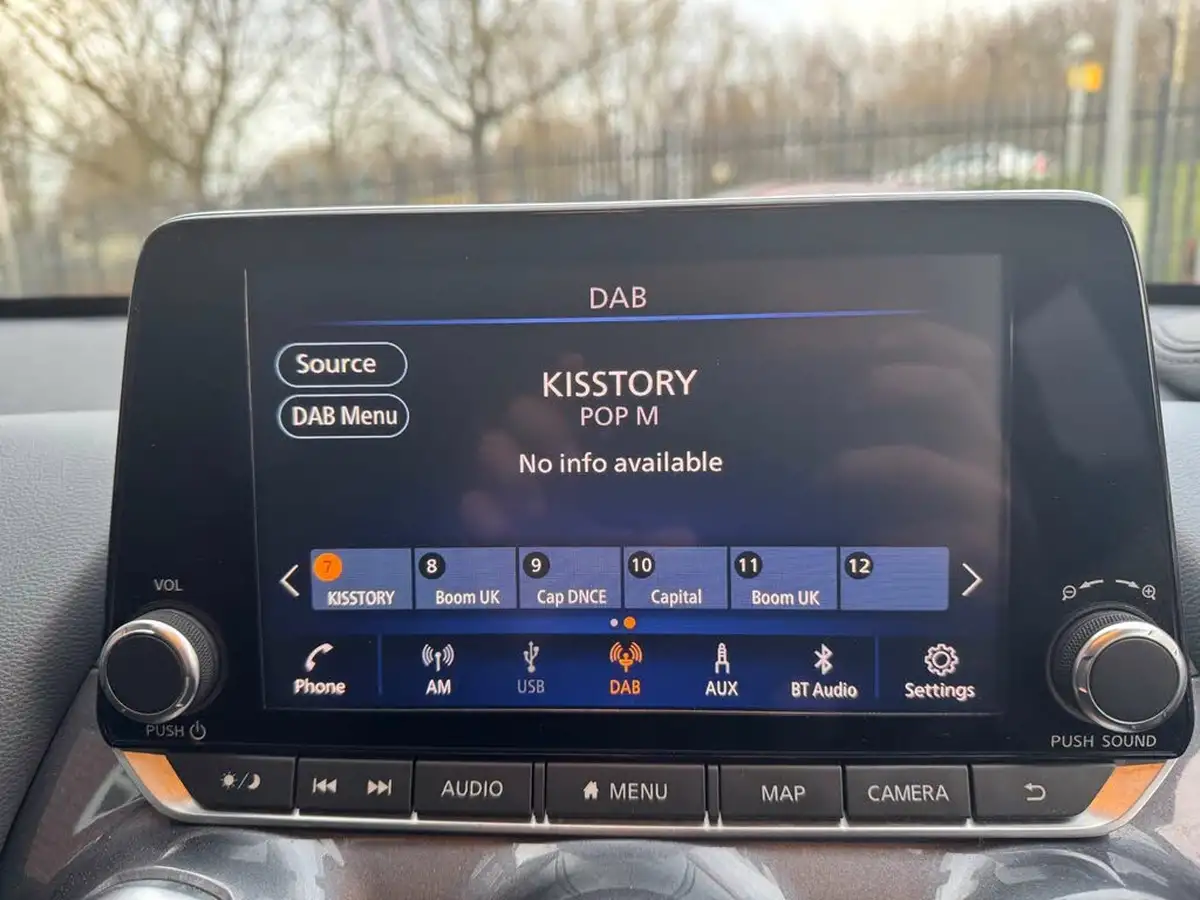 DAB
Source
KISSTORY
DAB Menu
POP M
No info available
7 8 9 10 11 12
KISSTORY Boom UK Cap DNCE Capital Boom UK
Phone AM USB DAB AUX BT Audio Settings
VOL
PUSH
PUSH SOUND
AUDIO MENU MAP CAMERA